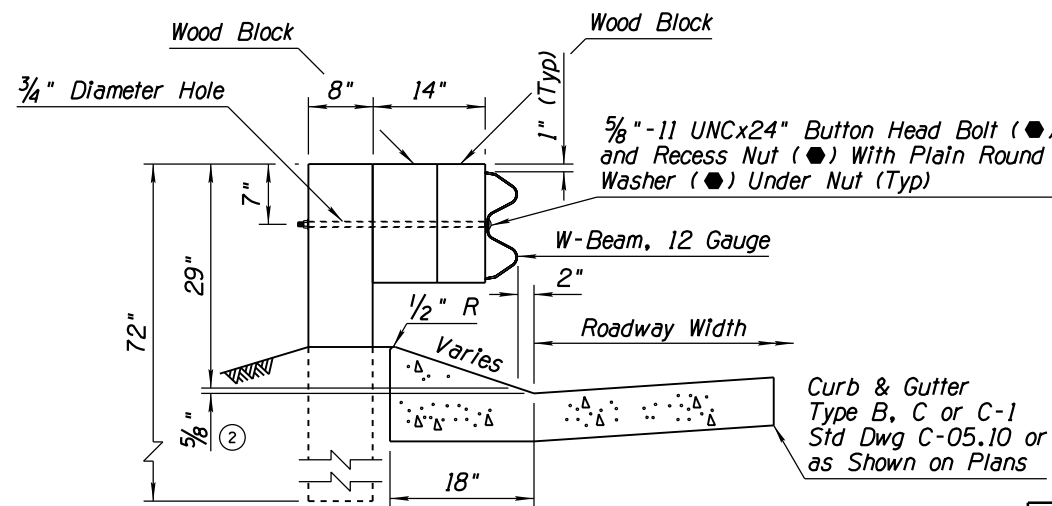 Wood Block
Wood Block
3/4" Diameter Hole
8"
14"
1" (Typ)
5/8"-11 UNCx24" Button Head Bolt (⬢)
and Recess Nut (⬢) With Plain Round
Washer (⬢) Under Nut (Typ)
7"
W-Beam, 12 Gauge
29"
2"
72"
1/2" R
Varies
Roadway Width
Curb & Gutter
Type B, C or C-1
Std Dwg C-05.10 or
as Shown on Plans
5/8"
2
18"